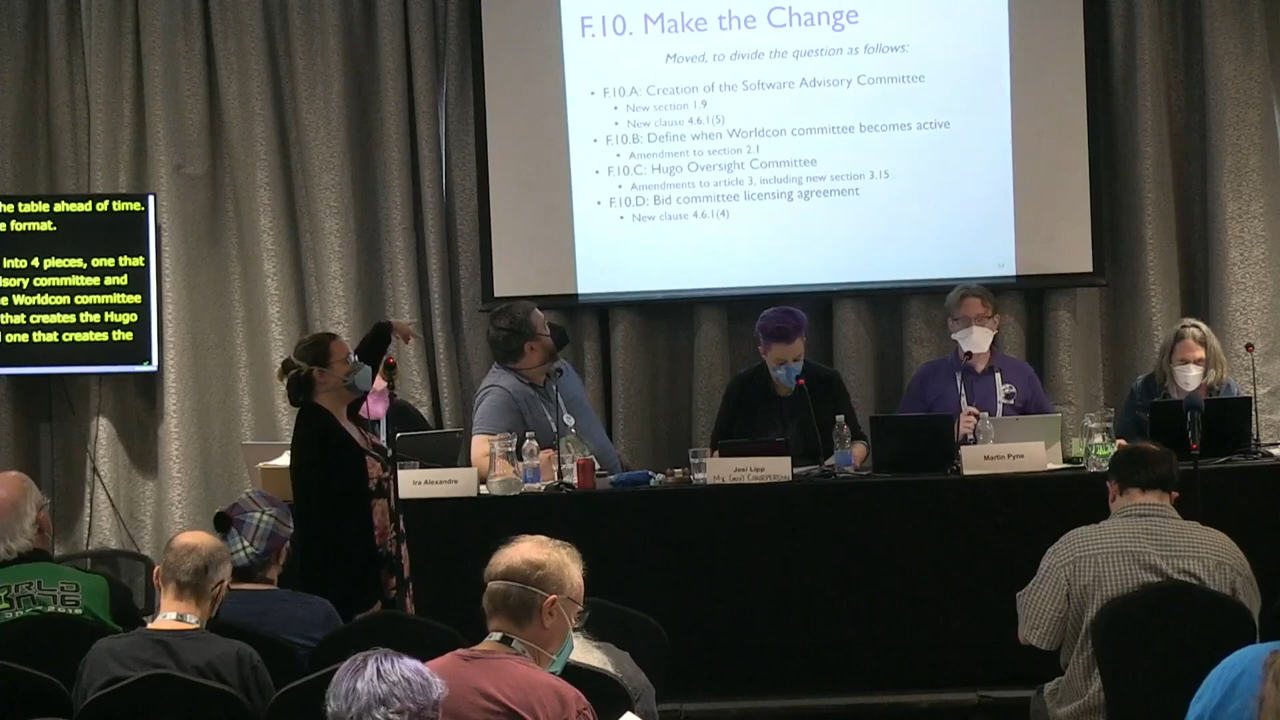 F.10. Make the Change
Moved, to divide the question as follows:
• F.10.A: Creation of the Software Advisory Committee
• New section 1.9
• New clause 4.6.1(5)
• F.10.B: Define when Worldcon committee becomes active
• Amendment to section 2.1
• F.10.C: Hugo Oversight Committee
• Amendments to article 3, including new section 3.15
• F.10.D: Bid committee licensing agreement
• New clause 4.6.1(4)
he table ahead of time.
e format.
into 4 pieces, one that
isory committee and
e Worldcon committee
that creates the Hugo
one that creates the
Ira Alexandre
Jesi Lipp
Martin Pyne